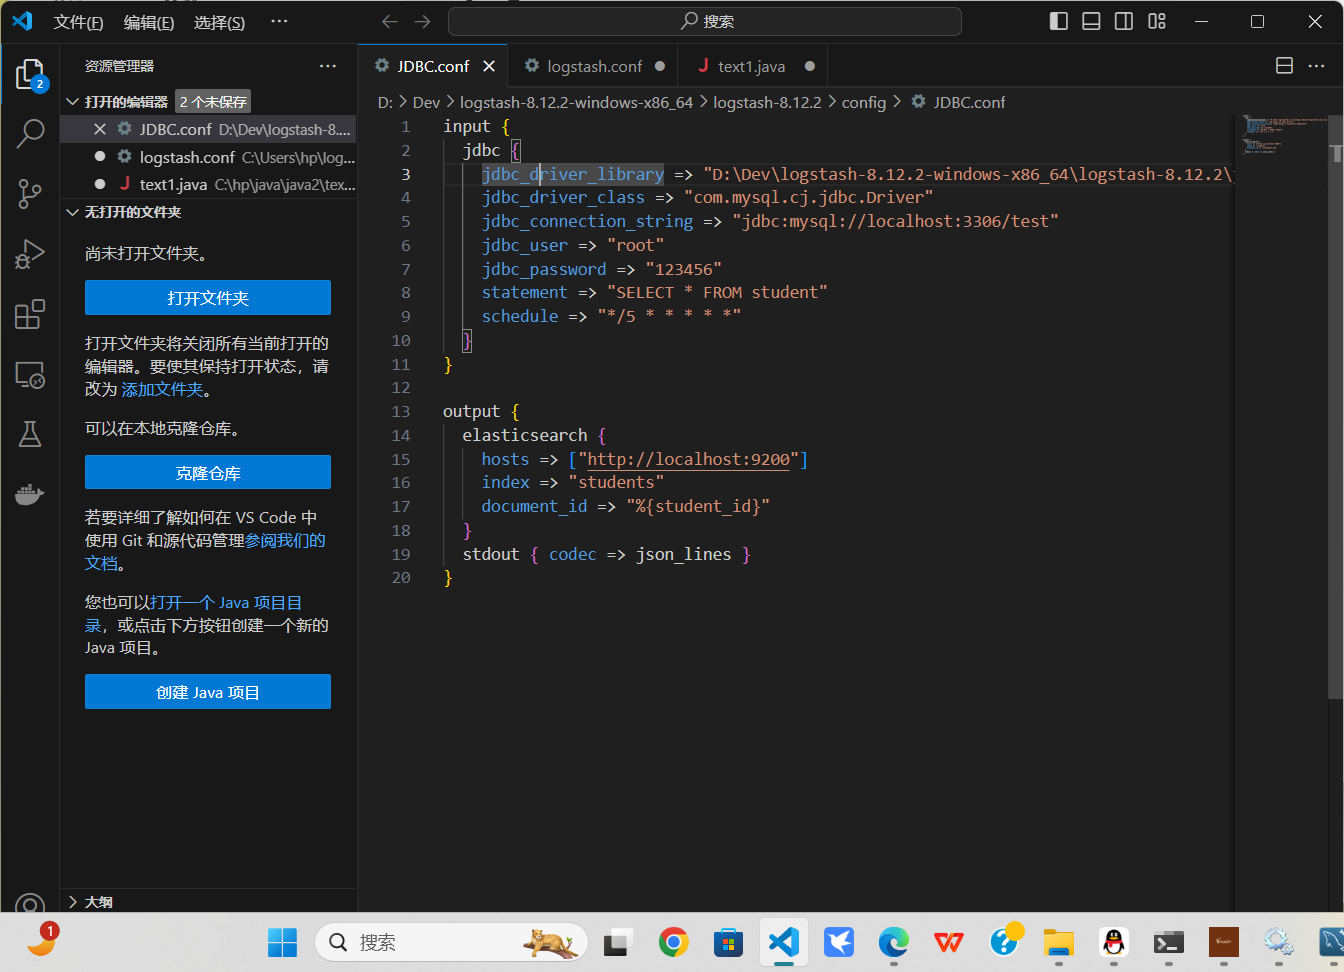 文件(F) 编辑(E) 选择(S) ··· 搜索
资源管理器 ···
打开的编辑器 2 个未保存
JDBC.conf D:\Dev\logstash-8....
logstash.conf C:\Users\hp\log...
J text1.java C:\hp\java\java2\tex...
无打开的文件夹
尚未打开文件夹。
打开文件夹
打开文件夹将关闭所有当前打开的
编辑器。要使其保持打开状态，请
改为 添加文件夹。
可以在本地克隆仓库。
克隆仓库
若要详细了解如何在 VS Code 中
使用 Git 和源代码管理参阅我们的
文档。
您也可以打开一个 Java 项目目
录，或点击下方按钮创建一个新的
Java 项目。
创建 Java 项目
大纲
2
JDBC.conf logstash.conf J text1.java
D: > Dev > logstash-8.12.2-windows-x86_64 > logstash-8.12.2 > config > JDBC.conf
1 input {
2 jdbc {
3 jdbc_driver_library => "D:\Dev\logstash-8.12.2-windows-x86_64\logstash-8.12.2\
4 jdbc_driver_class => "com.mysql.cj.jdbc.Driver"
5 jdbc_connection_string => "jdbc:mysql://localhost:3306/test"
6 jdbc_user => "root"
7 jdbc_password => "123456"
8 statement => "SELECT * FROM student"
9 schedule => "*/5 * * * * *"
10 }
11 }
12
13 output {
14 elasticsearch {
15 hosts => ["http://localhost:9200"]
16 index => "students"
17 document_id => "%{student_id}"
18 }
19 stdout { codec => json_lines }
20 }
1
搜索